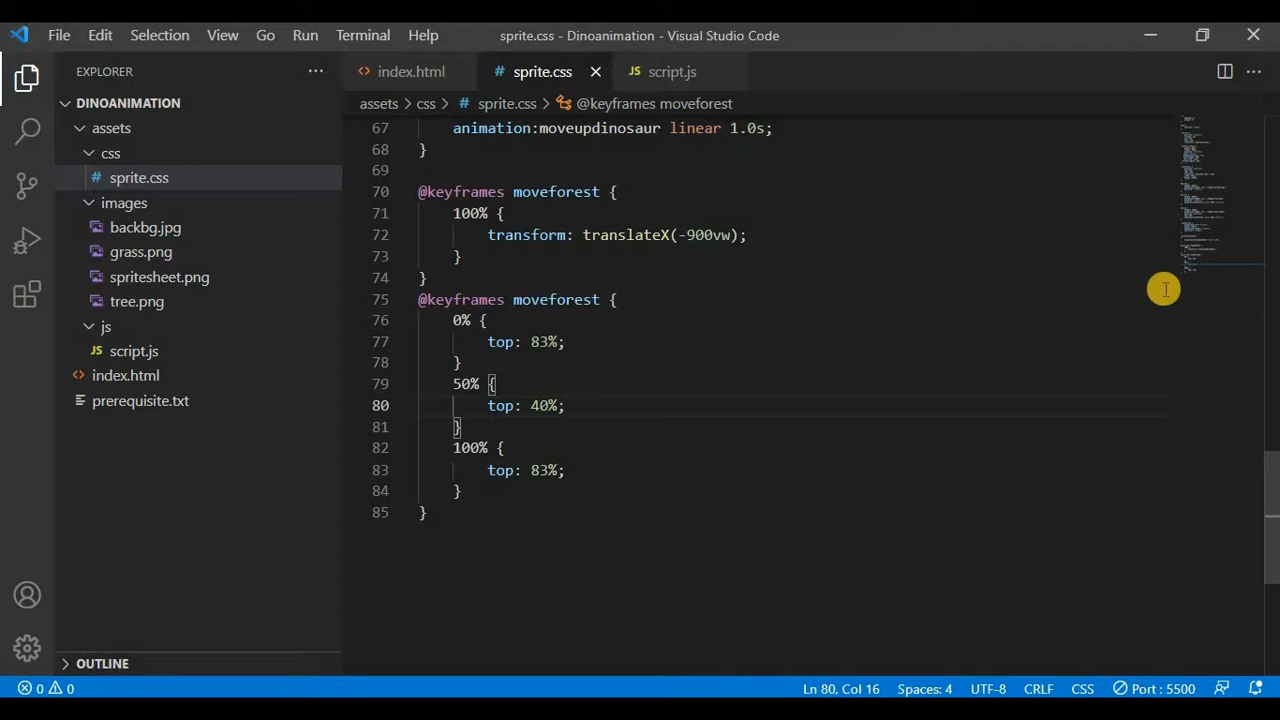 File Edit Selection View Go Run Terminal Help sprite.css - Dinoanimation - Visual Studio Code
EXPLORER
DINOANIMATION
assets
css
# sprite.css
images
backbg.jpg
grass.png
spritesheet.png
tree.png
js
JS script.js
<> index.html
prerequisite.txt
OUTLINE
<> index.html # sprite.css JS script.js
assets > css > # sprite.css > @keyframes moveforest
67 animation:moveupdinosaur linear 1.0s;
68 }
69
70 @keyframes moveforest {
71 100% {
72 transform: translateX(-900vw);
73 }
74 }
75 @keyframes moveforest {
76 0% {
77 top: 83%;
78 }
79 50% {
80 top: 40%;
81 }
82 100% {
83 top: 83%;
84 }
85 }
0 0 Ln 80, Col 16 Spaces: 4 UTF-8 CRLF CSS Port : 5500